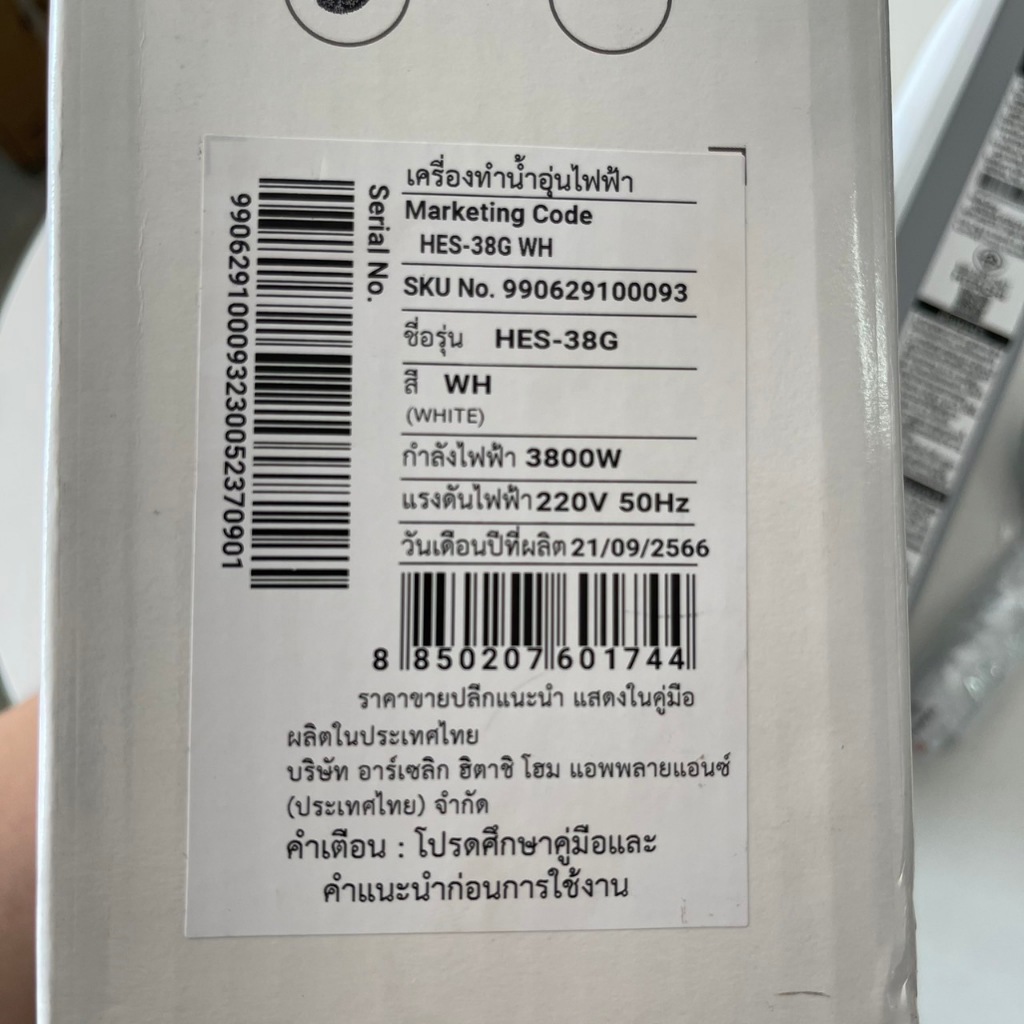 เครื่องทำน้ำอุ่นไฟฟ้า
Marketing Code
HES-38G WH
SKU No. 990629100093
ชื่อรุ่น HES-38G
สี WH
(WHITE)
กำลังไฟฟ้า 3800W
แรงดันไฟฟ้า 220V 50Hz
วันเดือนปีที่ผลิต 21/09/2566
Serial No.
990629100093230052370901
8 850207 601744
ราคาขายปลีกแนะนำ แสดงในคู่มือ
ผลิตในประเทศไทย
บริษัท อาร์เซลิก ฮิตาชิ โฮม แอพพลายแอนซ์
(ประเทศไทย) จำกัด
คำเตือน : โปรดศึกษาคู่มือและ
คำแนะนำก่อนการใช้งาน